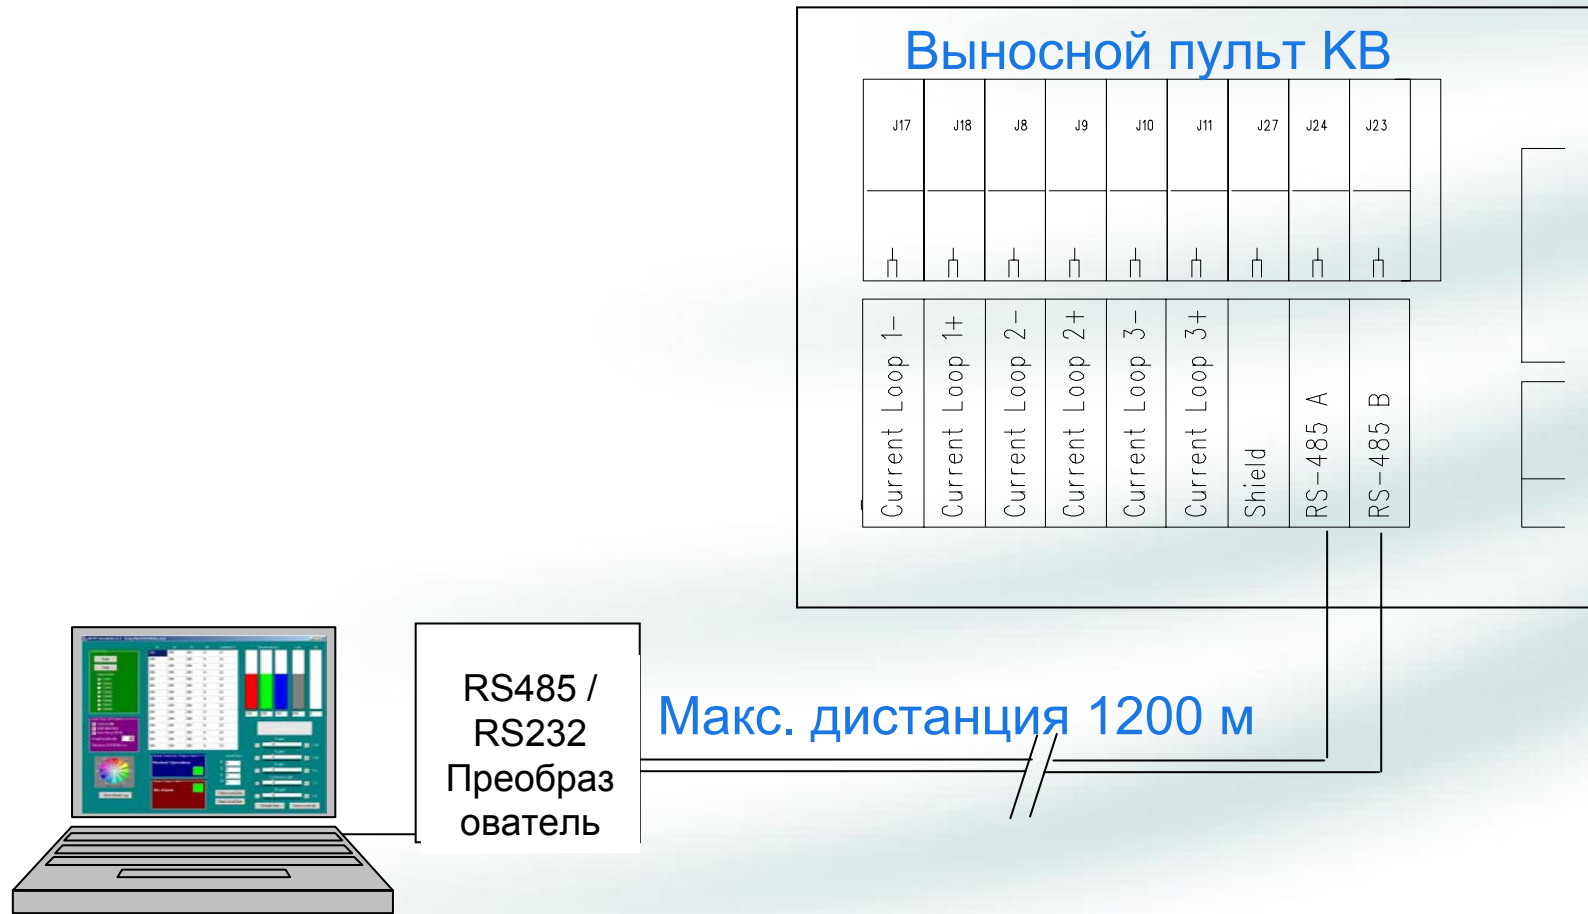 Выносной пульт КВ
J17 J18 J8 J9 J10 J11 J27 J24 J23
Current Loop 1-
Current Loop 1+
Current Loop 2-
Current Loop 2+
Current Loop 3-
Current Loop 3+
Shield
RS-485 A
RS-485 B
RS485 /
RS232
Преобраз
ователь
Макс. дистанция 1200 м